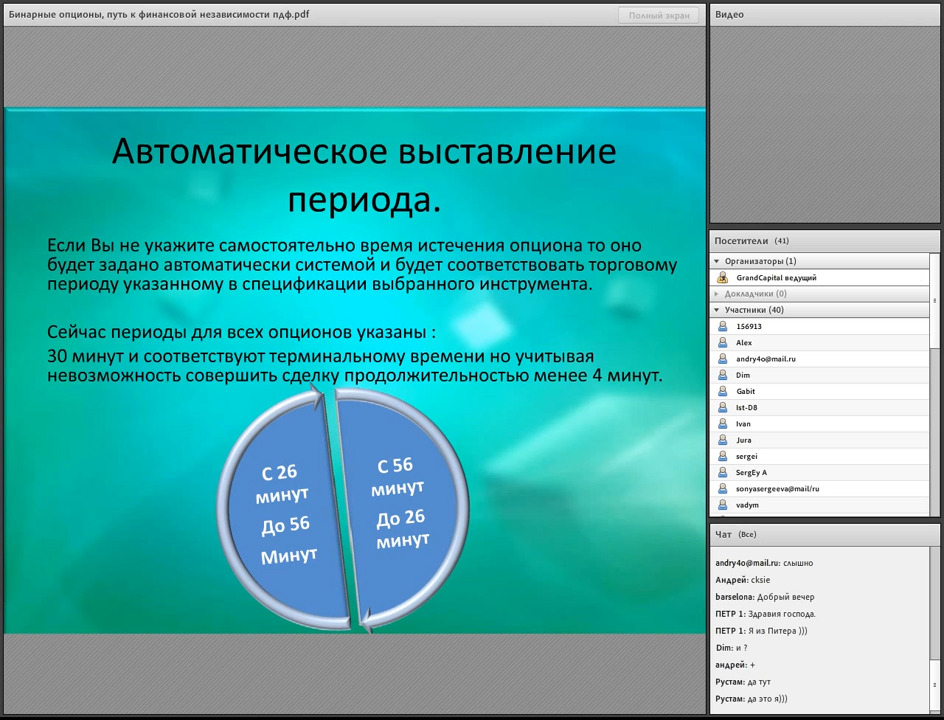 Бинарные опционы, путь к финансовой независимости пдф.pdf
Полный экран
Автоматическое выставление
периода.
Если Вы не укажите самостоятельно время истечения опциона то оно
будет задано автоматически системой и будет соответствовать торговому
периоду указанному в спецификации выбранного инструмента.
Сейчас периоды для всех опционов указаны :
30 минут и соответствуют терминальному времени но учитывая
невозможность совершить сделку продолжительностью менее 4 минут.
С 26
минут
До 56
Минут
С 56
минут
До 26
минут
Видео
Посетители (41)
Организаторы (1)
GrandCapital ведущий
Докладчики (0)
Участники (40)
156913
Alex
andry4o@mail.ru
Dim
Gabit
Ist-D8
Ivan
Jura
sergei
SergEy A
sonyasergeeva@mail/ru
vadym
Чат (Все)
andry4o@mail.ru: слышно
Андрей: cksie
barselona: Добрый вечер
ПЕТР 1: Здравия господа.
ПЕТР 1: Я из Питера )))
Dim: и ?
андрей: +
Рустам: да тут
Рустам: да это я)))